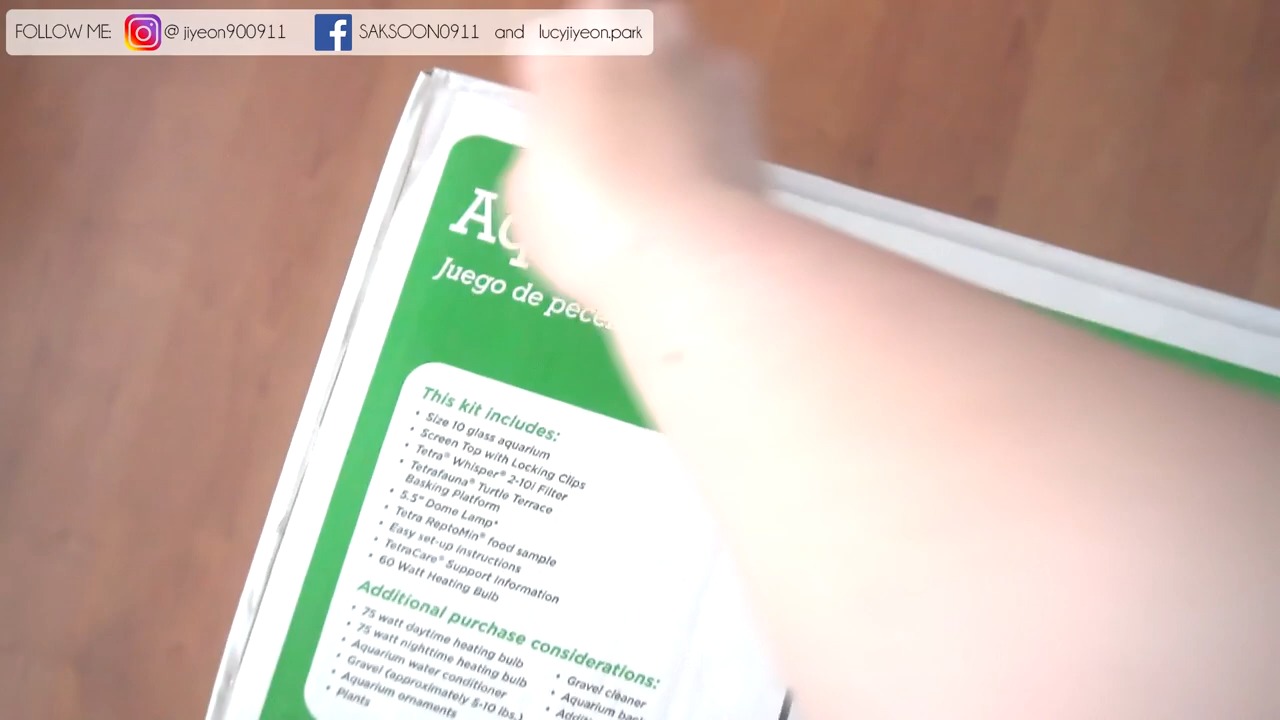 FOLLOW ME: @jiyeon900911 SAKSOON0911 and lucyjiyeon.park
Juego de
This kit includes:
• Size 10 glass aquarium
• Screen Top with Locking Clips
• Tetra® Whisper® 2-10i Filter
• Tetrafauna® Turtle Terrace
Basking Platform
• 5.5" Dome Lamp*
• Tetra ReptoMin® food sample
• Easy set-up instructions
• TetraCare® Support Information
• 60 Watt Heating Bulb
Additional purchase considerations:
• 75 watt daytime heating bulb
• 75 watt nighttime heating bulb
• Aquarium water conditioner
• Gravel (approximately 5-10 lbs.)
• Aquarium ornaments
• Plants
• Gravel cleaner
• Aquarium